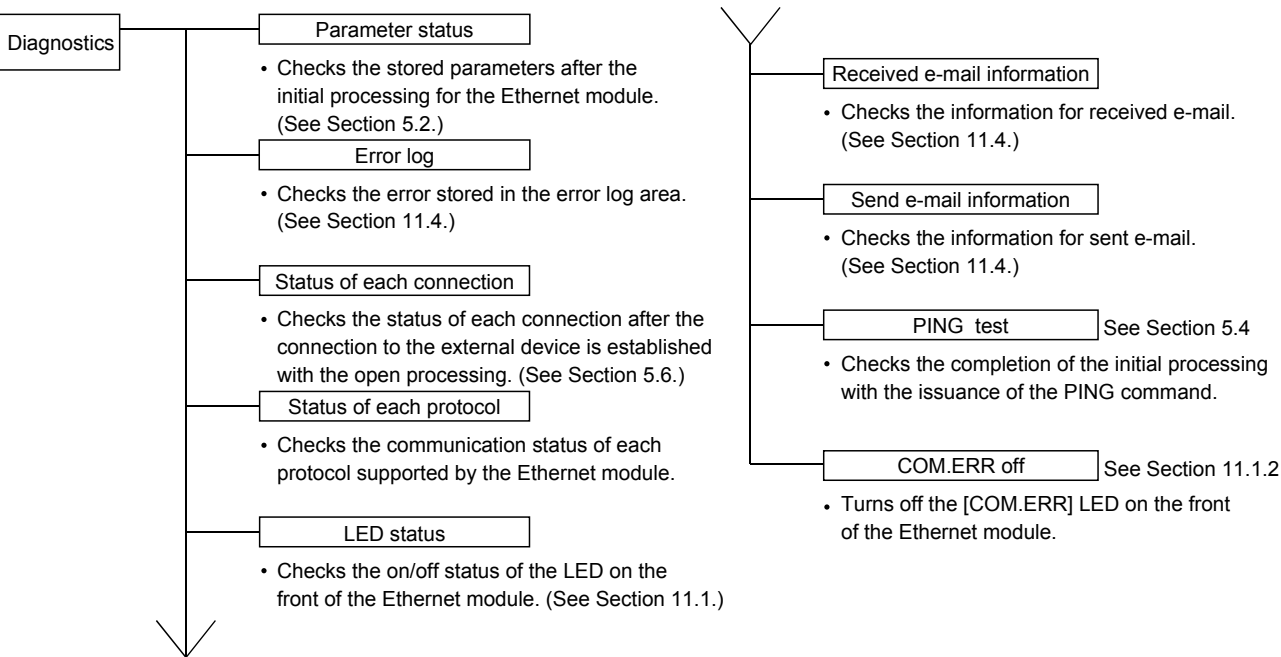 Diagnostics
Parameter status
• Checks the stored parameters after the
initial processing for the Ethernet module.
(See Section 5.2.)
Error log
• Checks the error stored in the error log area.
(See Section 11.4.)
Status of each connection
• Checks the status of each connection after the
connection to the external device is established
with the open processing. (See Section 5.6.)
Status of each protocol
• Checks the communication status of each
protocol supported by the Ethernet module.
LED status
• Checks the on/off status of the LED on the
front of the Ethernet module. (See Section 11.1.)
Received e-mail information
• Checks the information for received e-mail.
(See Section 11.4.)
Send e-mail information
• Checks the information for sent e-mail.
(See Section 11.4.)
PING test See Section 5.4
• Checks the completion of the initial processing
with the issuance of the PING command.
COM.ERR off See Section 11.1.2
• Turns off the [COM.ERR] LED on the front
of the Ethernet module.